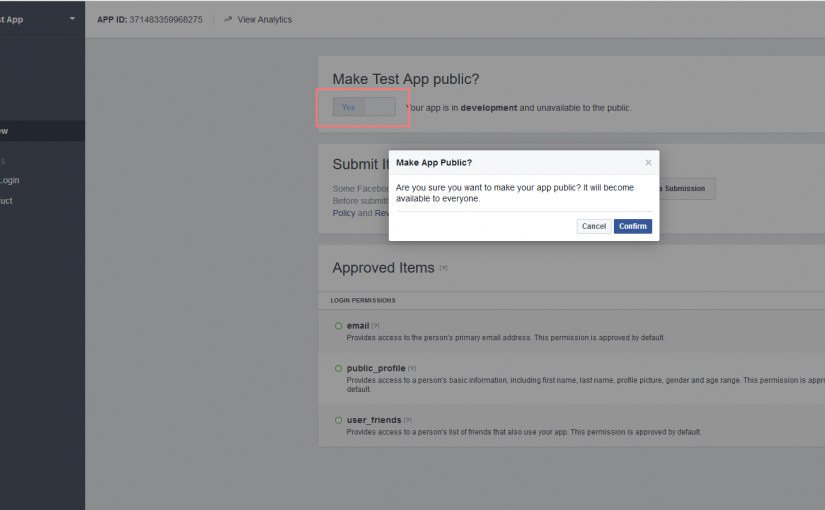 st App
APP ID: 371483359968275
View Analytics
Make Test App public?
Yes
Your app is in development and unavailable to the public.
ew
S
Login
uct
Submit It
Some Faceboo
Before submitt
Policy and Rev
a Submission
Make App Public?
×
Are you sure you want to make your app public? It will become
available to everyone.
Cancel
Confirm
Approved Items [?]
LOGIN PERMISSIONS
email [?]
Provides access to the person's primary email address. This permission is approved by default.
public_profile [?]
Provides access to a person's basic information, including first name, last name, profile picture, gender and age range. This permission is appro
default.
user_friends [?]
Provides access to a person's list of friends that also use your app. This permission is approved by default.